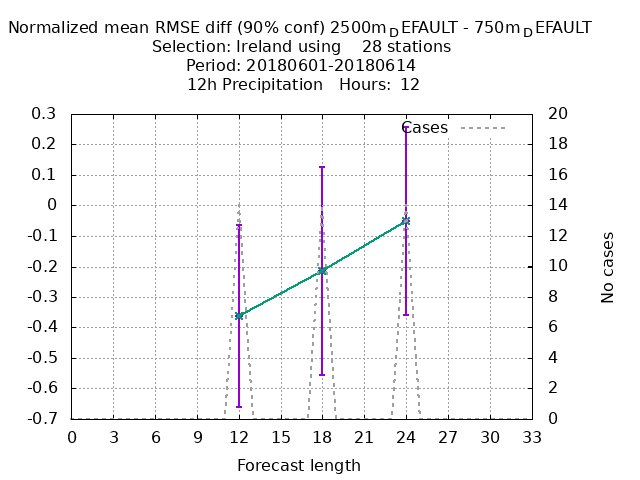 Normalized mean RMSE diff (90% conf) 2500m_DEFAULT - 750m_DEFAULT
Selection: Ireland using    28 stations
Period: 20180601-20180614
12h Precipitation   Hours:  12
Cases
0.3
0.2
0.1
0
-0.1
-0.2
-0.3
-0.4
-0.5
-0.6
-0.7
20
18
16
14
12
10
8
6
4
2
0
No cases
0 3 6 9 12 15 18 21 24 27 30 33
Forecast length